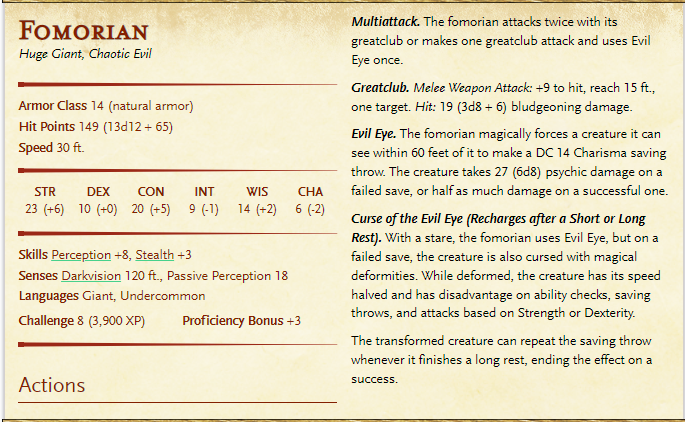 FOMORIAN
Huge Giant, Chaotic Evil
Armor Class 14 (natural armor)
Hit Points 149 (13d12 + 65)
Speed 30 ft.
STR DEX CON INT WIS CHA
23 (+6) 10 (+0) 20 (+5) 9 (-1) 14 (+2) 6 (-2)
Skills Perception +8, Stealth +3
Senses Darkvision 120 ft., Passive Perception 18
Languages Giant, Undercommon
Challenge 8 (3,900 XP) Proficiency Bonus +3
Actions
Multiattack. The fomorian attacks twice with its
greatclub or makes one greatclub attack and uses Evil
Eye once.
Greatclub. Melee Weapon Attack: +9 to hit, reach 15 ft.,
one target. Hit: 19 (3d8 + 6) bludgeoning damage.
Evil Eye. The fomorian magically forces a creature it can
see within 60 feet of it to make a DC 14 Charisma saving
throw. The creature takes 27 (6d8) psychic damage on a
failed save, or half as much damage on a successful one.
Curse of the Evil Eye (Recharges after a Short or Long
Rest). With a stare, the fomorian uses Evil Eye, but on a
failed save, the creature is also cursed with magical
deformities. While deformed, the creature has its speed
halved and has disadvantage on ability checks, saving
throws, and attacks based on Strength or Dexterity.
The transformed creature can repeat the saving throw
whenever it finishes a long rest, ending the effect on a
success.